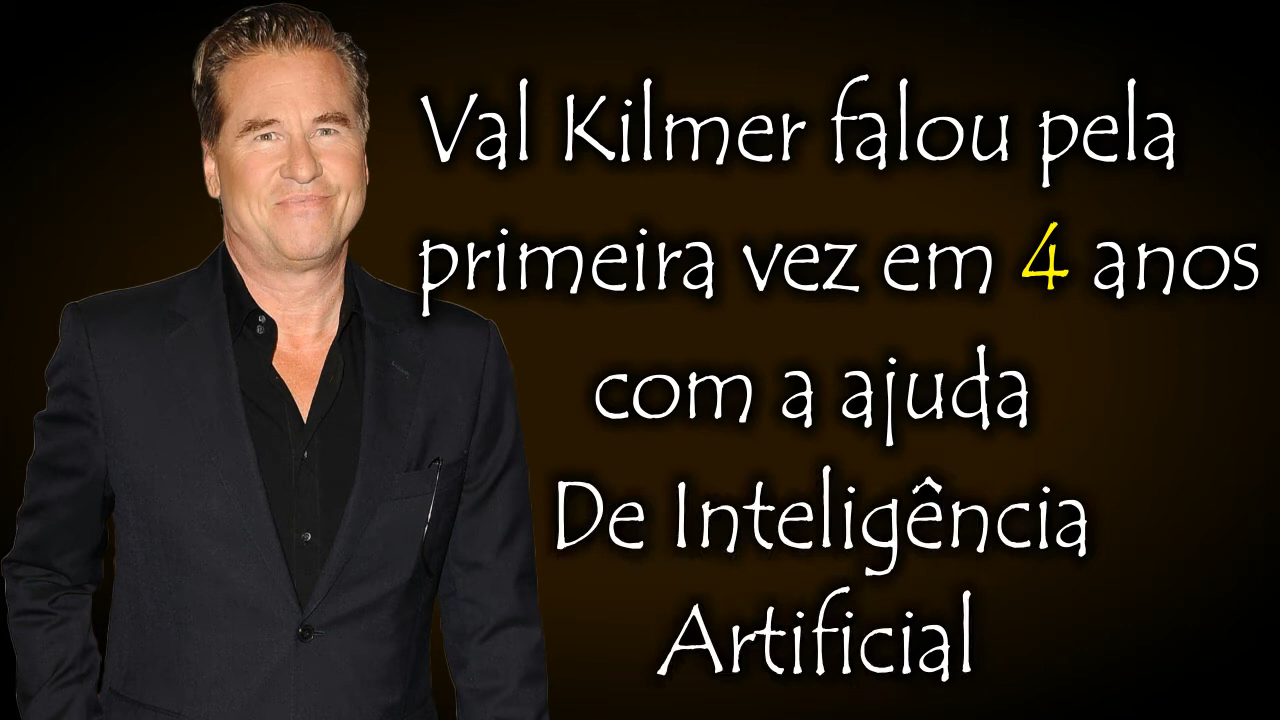 Val Kilmer falou pela
primeira vez em 4 anos
com a ajuda
De Inteligência
Artificial